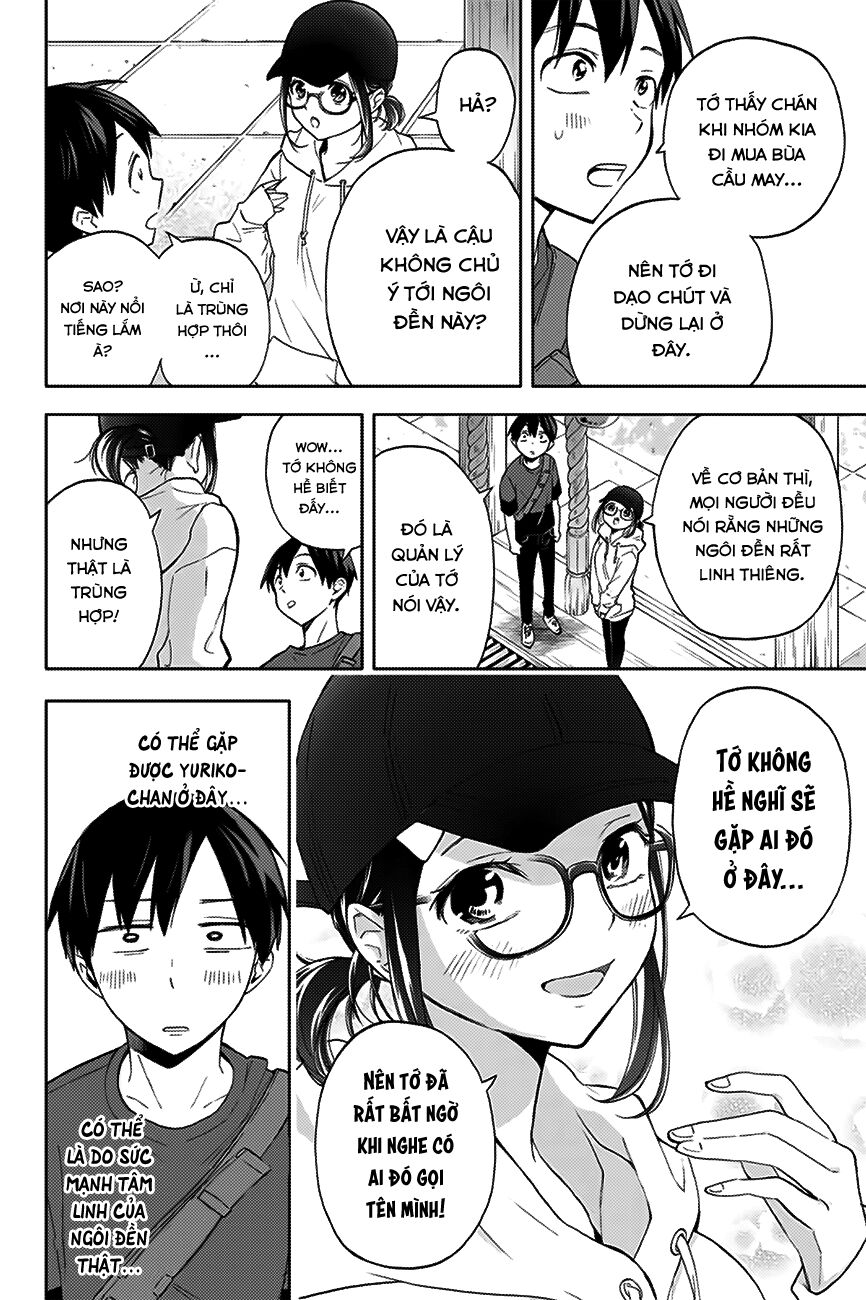 TỚ THẤY CHÁN
KHI NHÓM KIA
ĐI MUA BÙA
CẦU MAY...
NÊN TỚ ĐI
DẠO CHÚT VÀ
DỪNG LẠI Ở
ĐÂY.
HẢ?
VẬY LÀ CẬU
KHÔNG CHỦ
Ý TỚI NGÔI
ĐỀN NÀY?
Ừ, CHỈ
LÀ TRÙNG
HỢP THÔI
...
SAO?
NƠI NÀY NỔI
TIẾNG LẮM
À?
VỀ CƠ BẢN THÌ,
MỌI NGƯỜI ĐỀU
NÓI RẰNG NHỮNG
NGÔI ĐỀN RẤT
LINH THIÊNG.
ĐÓ LÀ
QUẢN LÝ
CỦA TỚ
NÓI VẬY.
WOW...
TỚ KHÔNG
HỀ BIẾT
ĐẤY...
NHƯNG
THẬT LÀ
TRÙNG
HỢP!
TỚ KHÔNG
HỀ NGHĨ SẼ
GẶP AI ĐÓ
Ở ĐÂY...
NÊN TỚ ĐÃ
RẤT BẤT NGỜ
KHI NGHE CÓ
AI ĐÓ GỌI
TÊN MÌNH!
CÓ THỂ GẶP
ĐƯỢC YURIKO-
CHAN Ở ĐÂY...
CÓ THỂ
LÀ DO SỨC
MẠNH TÂM
LINH CỦA
NGÔI ĐỀN
THẬT...